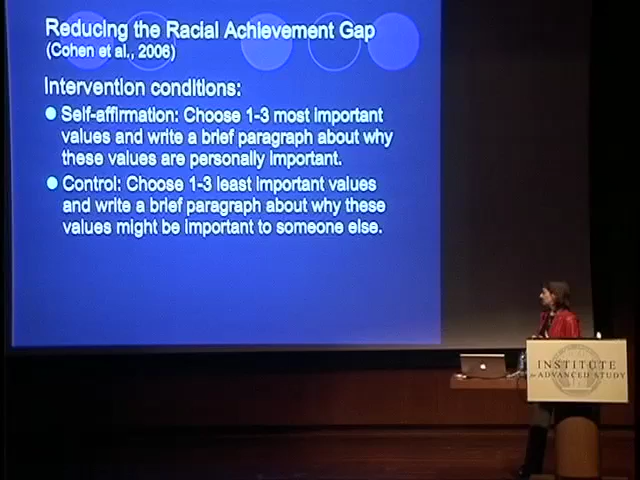 Reducing the Racial Achievement Gap
(Cohen et al., 2006)
Intervention conditions:
Self-affirmation: Choose 1-3 most important
values and write a brief paragraph about why
these values are personally important.
Control: Choose 1-3 least important values
and write a brief paragraph about why these
values might be important to someone else.
INSTITUTE
for ADVANCED STUDY